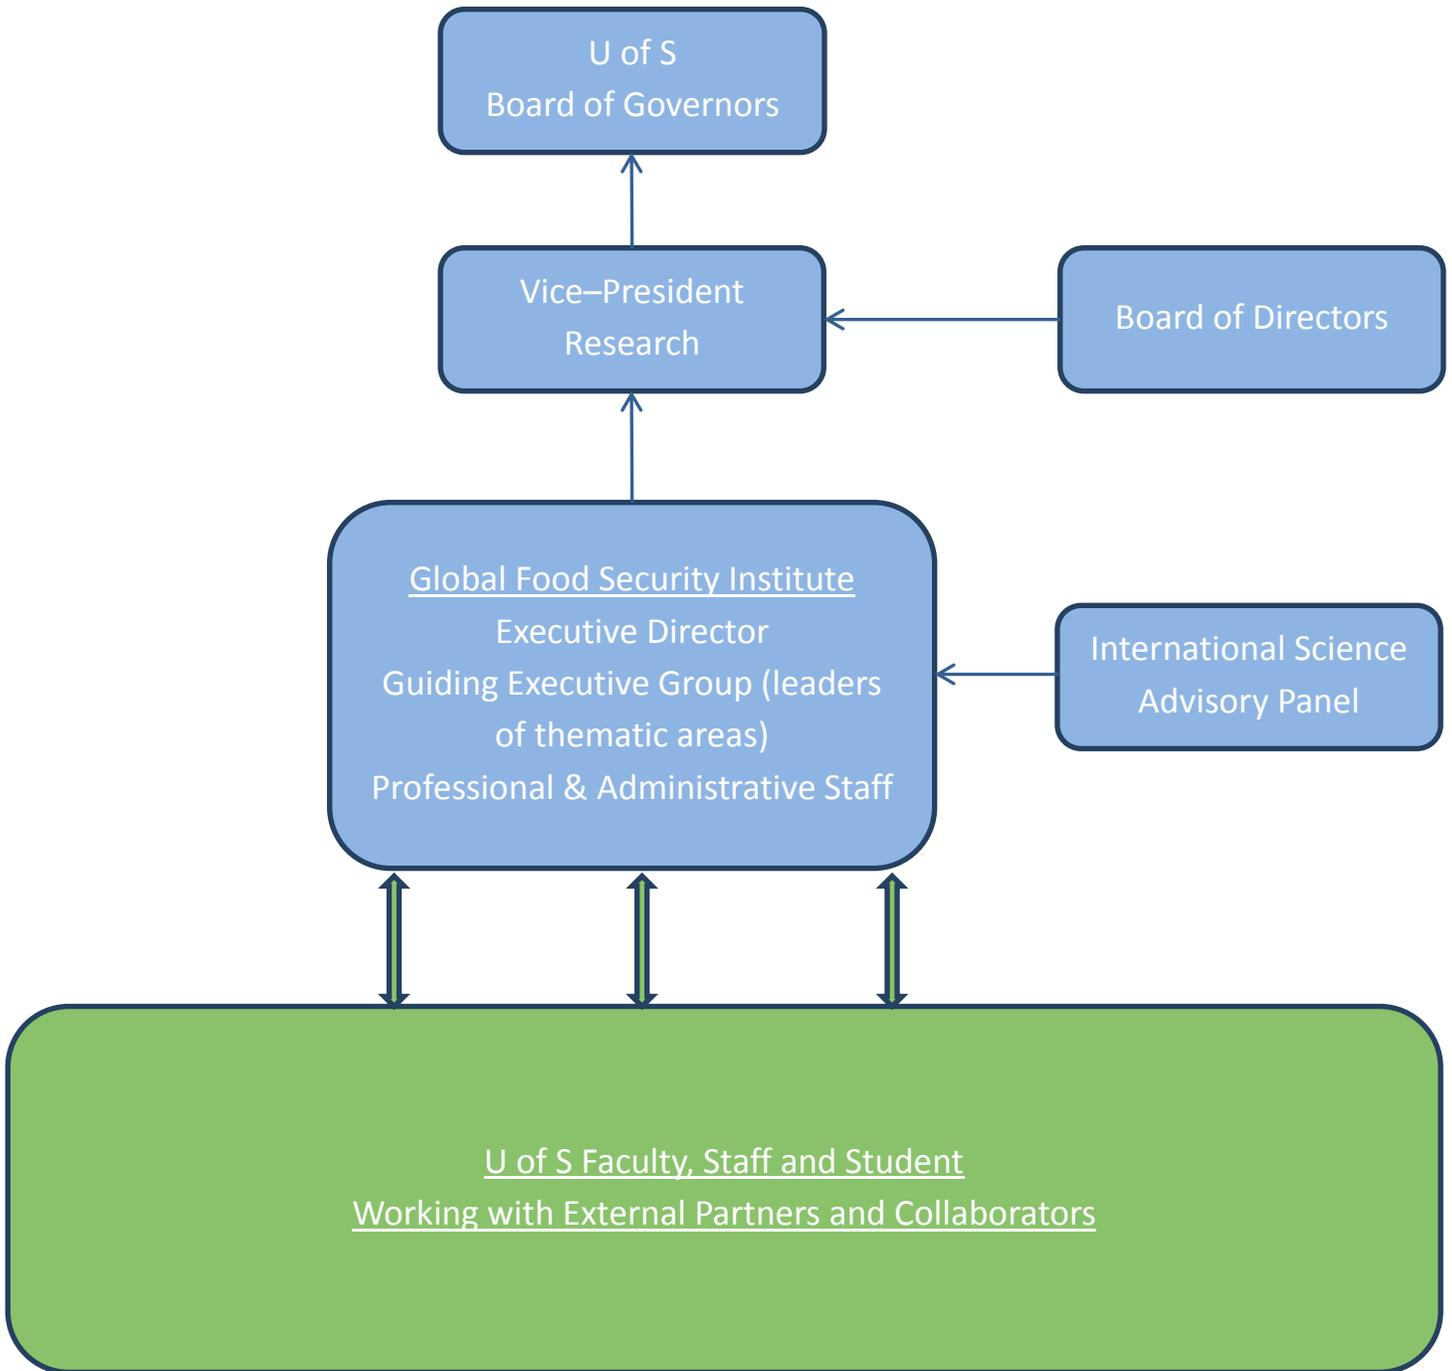 U of S
Board of Governors
Vice–President
Research
Board of Directors
Global Food Security Institute
Executive Director
Guiding Executive Group (leaders
of thematic areas)
Professional & Administrative Staff
International Science
Advisory Panel
U of S Faculty, Staff and Student
Working with External Partners and Collaborators